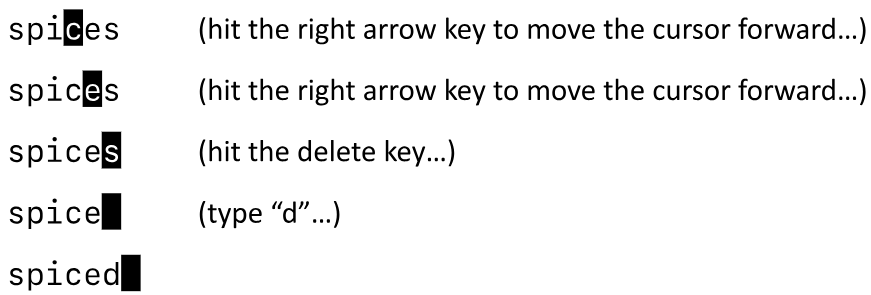 spices (hit the right arrow key to move the cursor forward…)
spices (hit the right arrow key to move the cursor forward…)
spices (hit the delete key…)
spice (type “d”…)
spiced